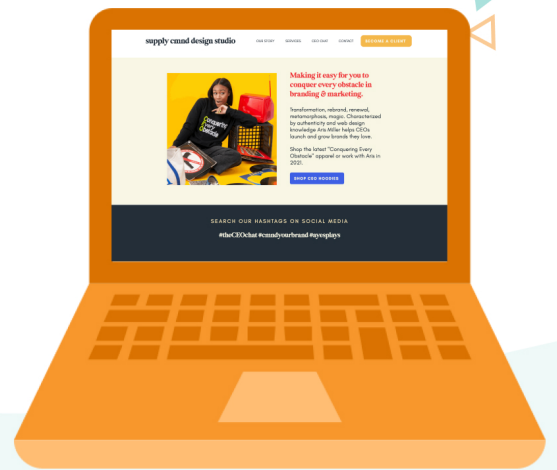 supply cmnd design studio
OUR STORY SERVICES CEO CHAT CONTACT BECOME A CLIENT
Making it easy for you to
conquer every obstacle in
branding & marketing.
Transformation, rebrand, renewal,
metamorphosis, magic. Characterized
by authenticity and web design
knowledge Aris Miller helps CEOs
launch and grow brands they love.
Shop the latest "Conquering Every
Obstacle" apparel or work with Aris in
2021.
SHOP CEO HOODIES
Conquering
Every
Obstacle
SEARCH OUR HASHTAGS ON SOCIAL MEDIA
#theCEOchat #cmndyourbrand #ayesplays